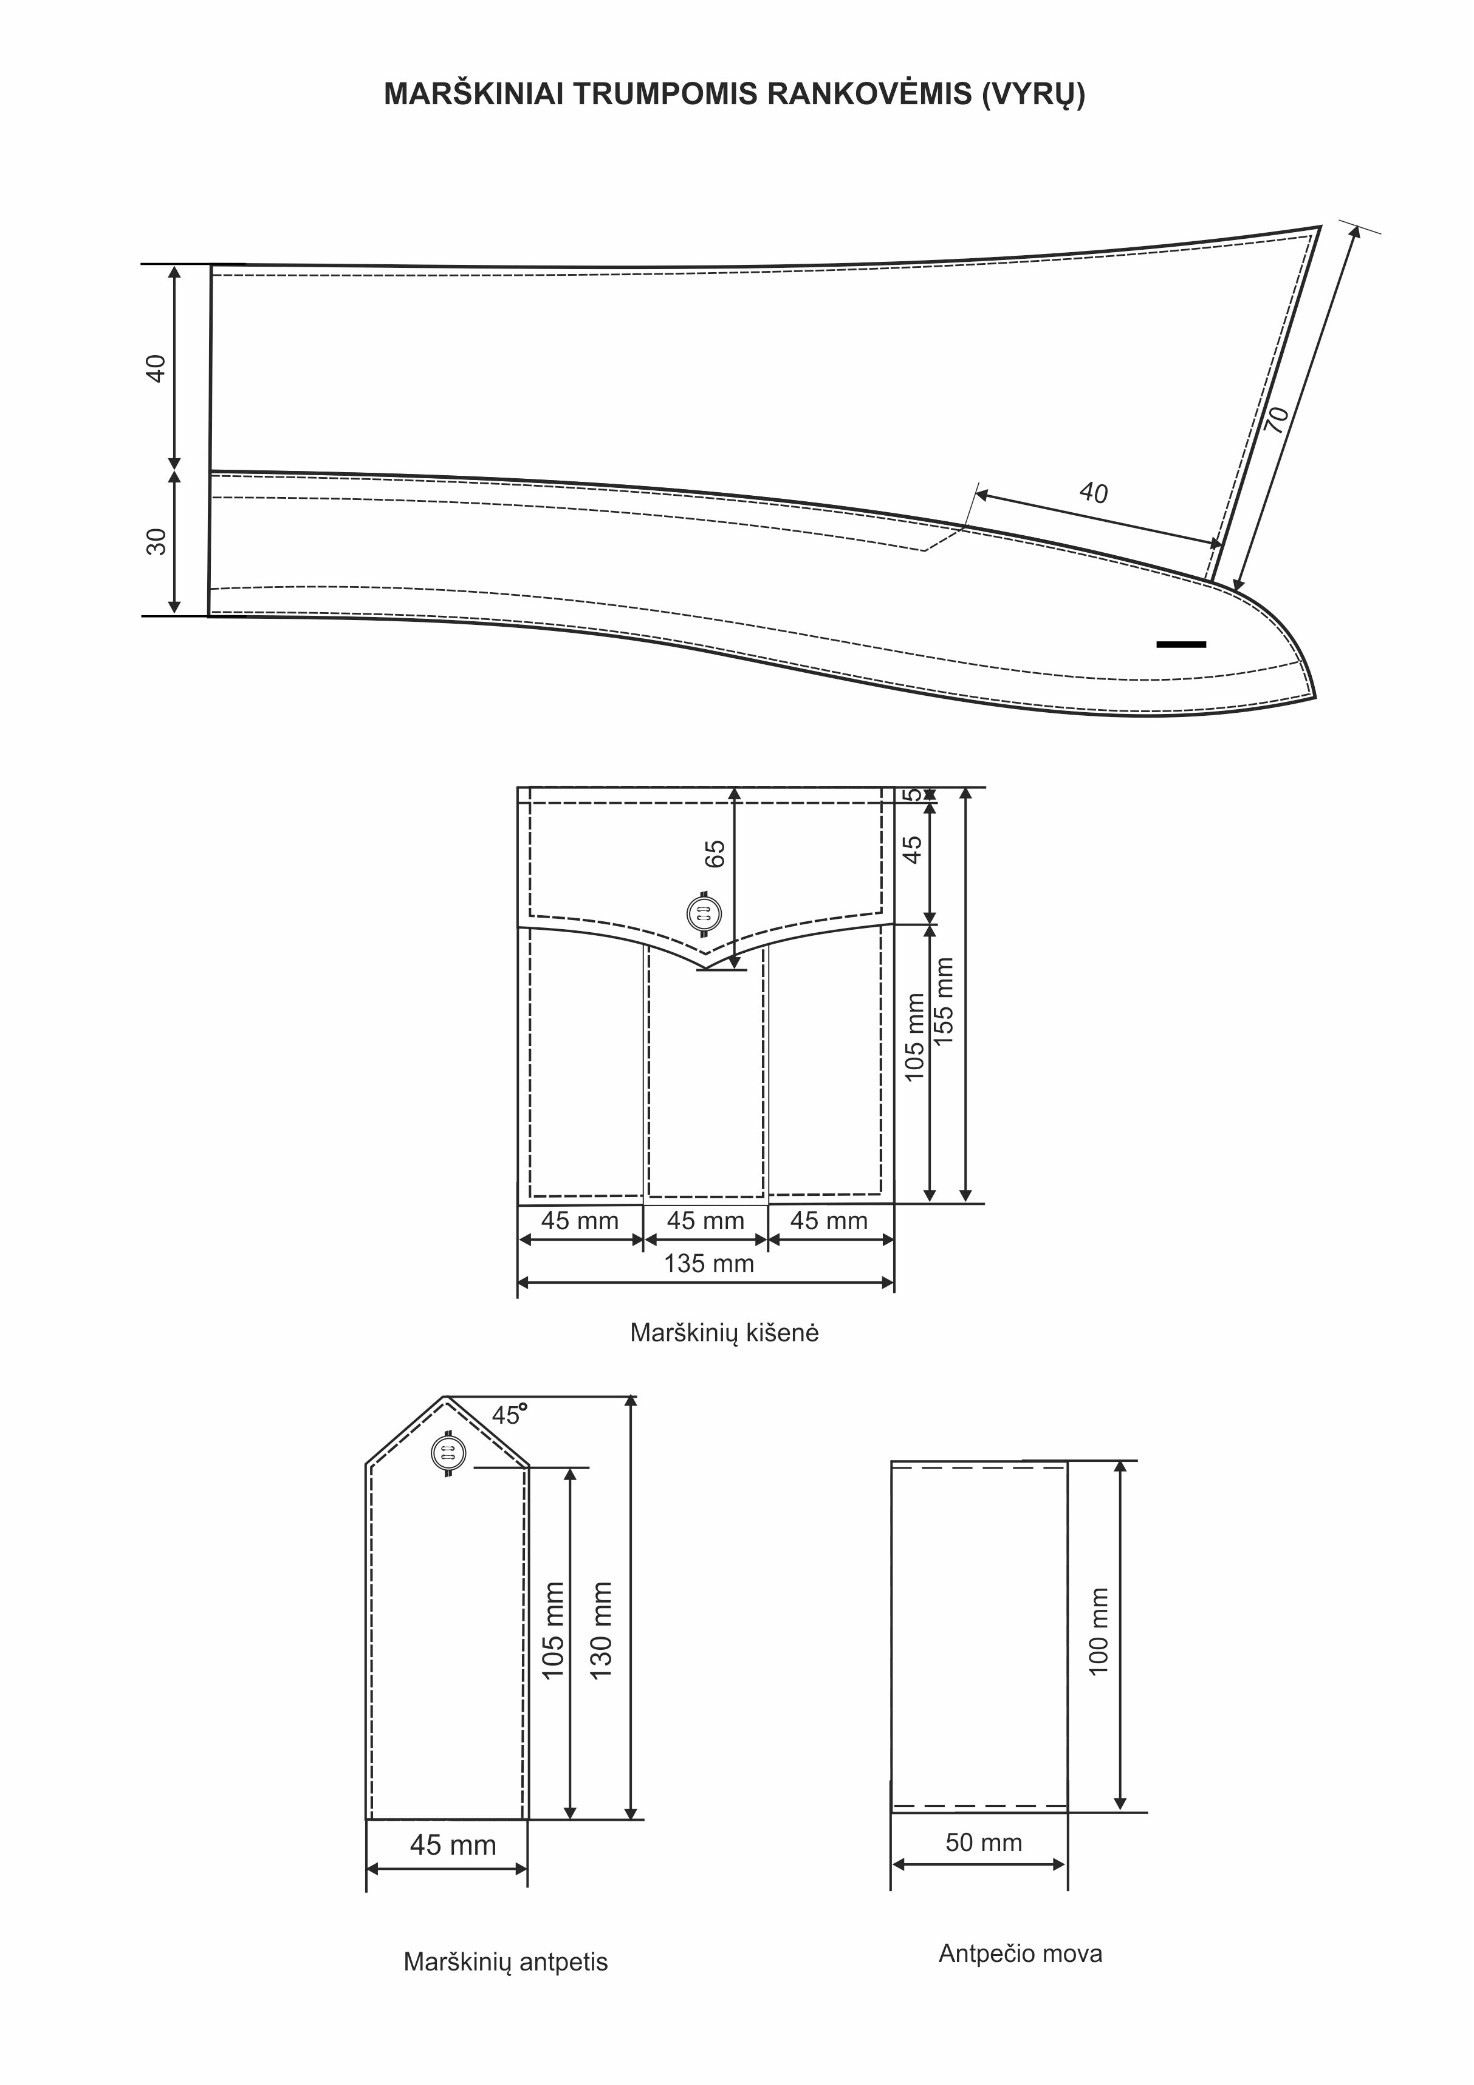 MARŠKINIAI TRUMPOMIS RANKOVĖMIS (VYRŲ)
40
30
40
70
65
5
45
105 mm
155 mm
45 mm 45 mm 45 mm
135 mm
Marškinių kišenė
45°
105 mm
130 mm
45 mm
Marškinių antpetis
100 mm
50 mm
Antpečio mova